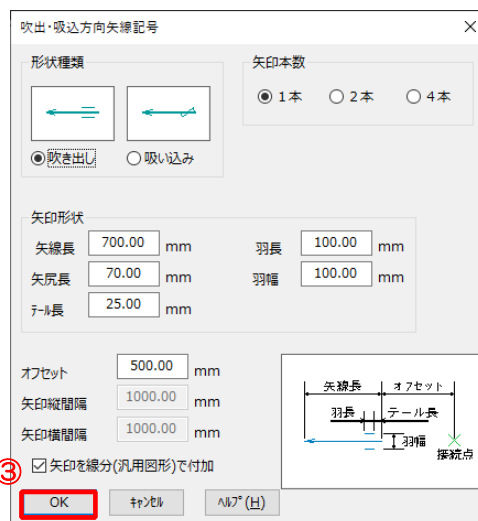 吹出・吸込方向矢線記号
形状種類
矢印本数
1本 2本 4本
吹き出し 吸い込み
矢印形状
矢線長 700.00 mm 羽長 100.00 mm
矢尻長 70.00 mm 羽幅 100.00 mm
ﾃｰﾙ長 25.00 mm
オフセット 500.00 mm
矢印縦間隔 1000.00 mm
矢印横間隔 1000.00 mm
矢線長 オフセット
羽長 テール長
羽幅
接続点
③ 矢印を線分(汎用図形)で付加
OK ｷｬﾝｾﾙ ﾍﾙﾌﾟ(H)